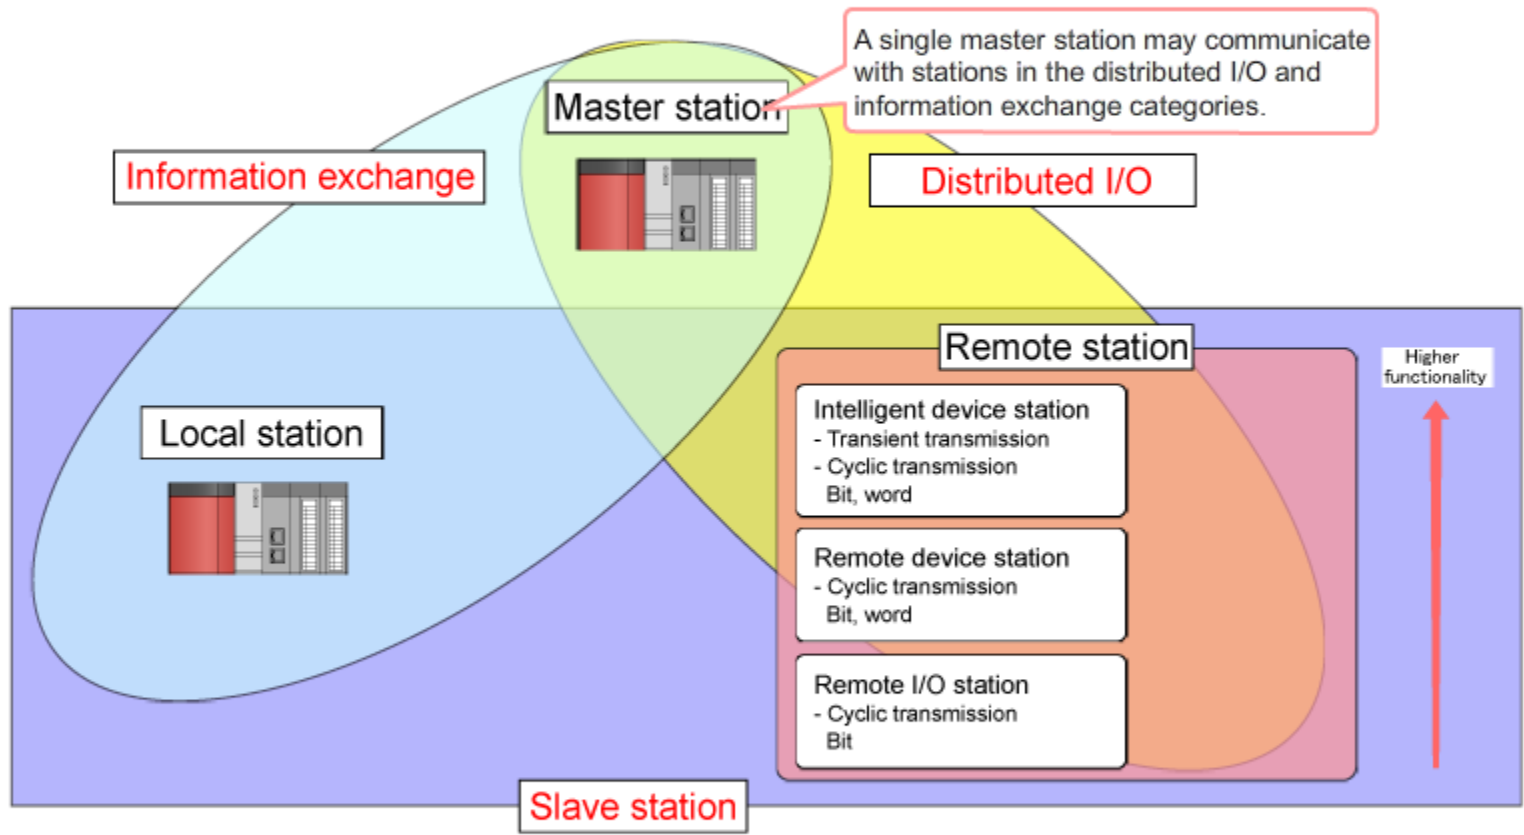 A single master station may communicate
with stations in the distributed I/O and
information exchange categories.
Master station
Information exchange
Distributed I/O
Remote station
Higher
functionality
Local station
Intelligent device station
- Transient transmission
- Cyclic transmission
Bit, word
Remote device station
- Cyclic transmission
Bit, word
Remote I/O station
- Cyclic transmission
Bit
Slave station